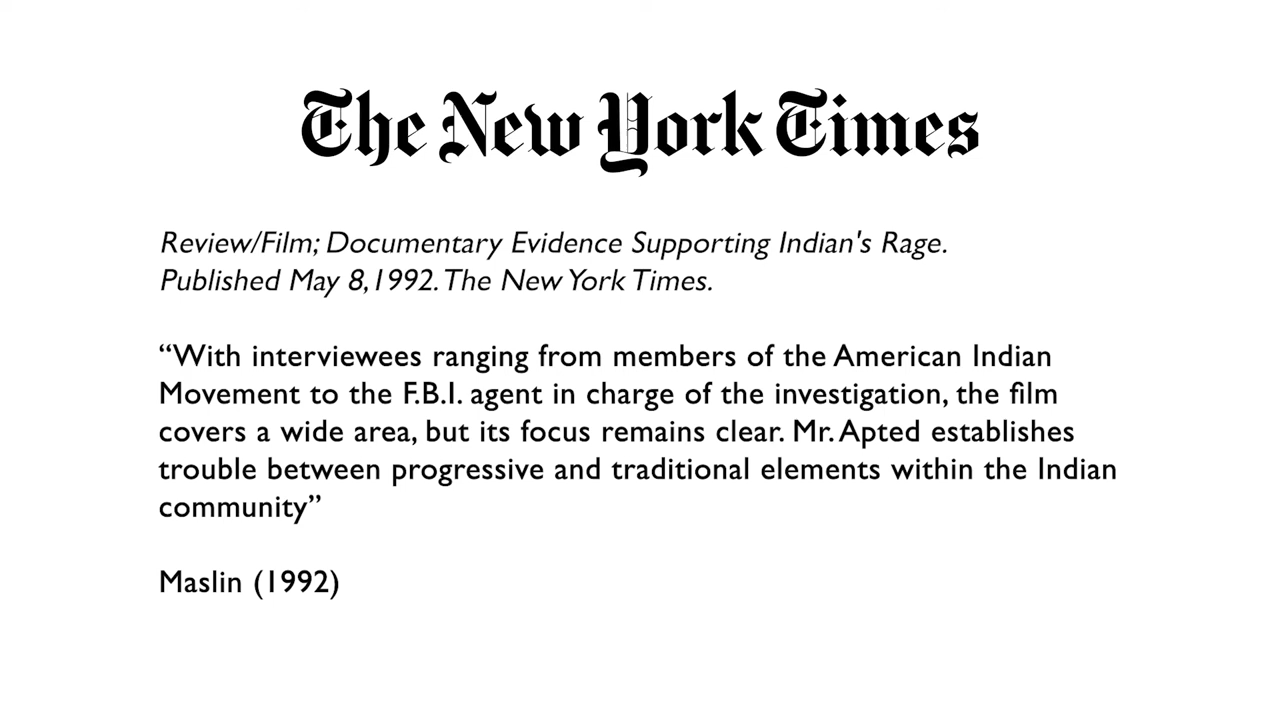 The New York Times
Review/Film; Documentary Evidence Supporting Indian's Rage.
Published May 8,1992. The New York Times.
“With interviewees ranging from members of the American Indian
Movement to the F.B.I. agent in charge of the investigation, the film
covers a wide area, but its focus remains clear. Mr. Apted establishes
trouble between progressive and traditional elements within the Indian
community”
Maslin (1992)